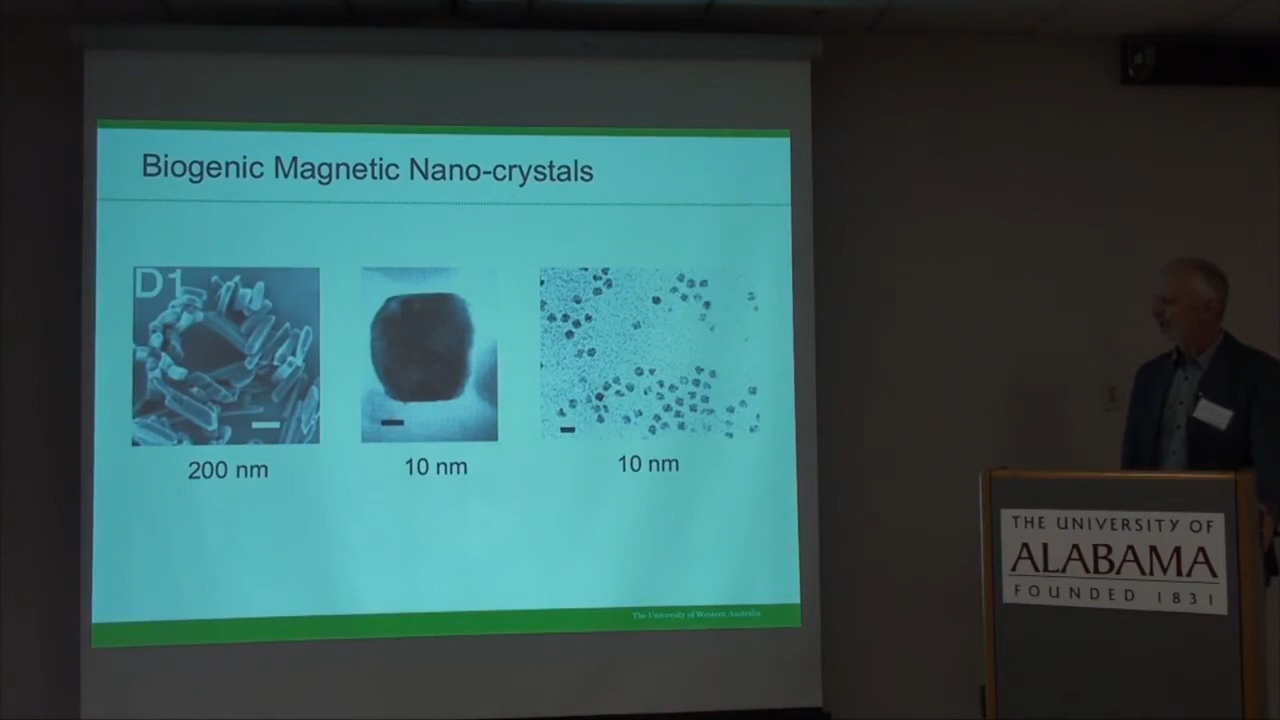 Biogenic Magnetic Nano-crystals
D1
200 nm
10 nm
10 nm
The University of Western Australia
THE UNIVERSITY OF
ALABAMA
FOUNDED 1831